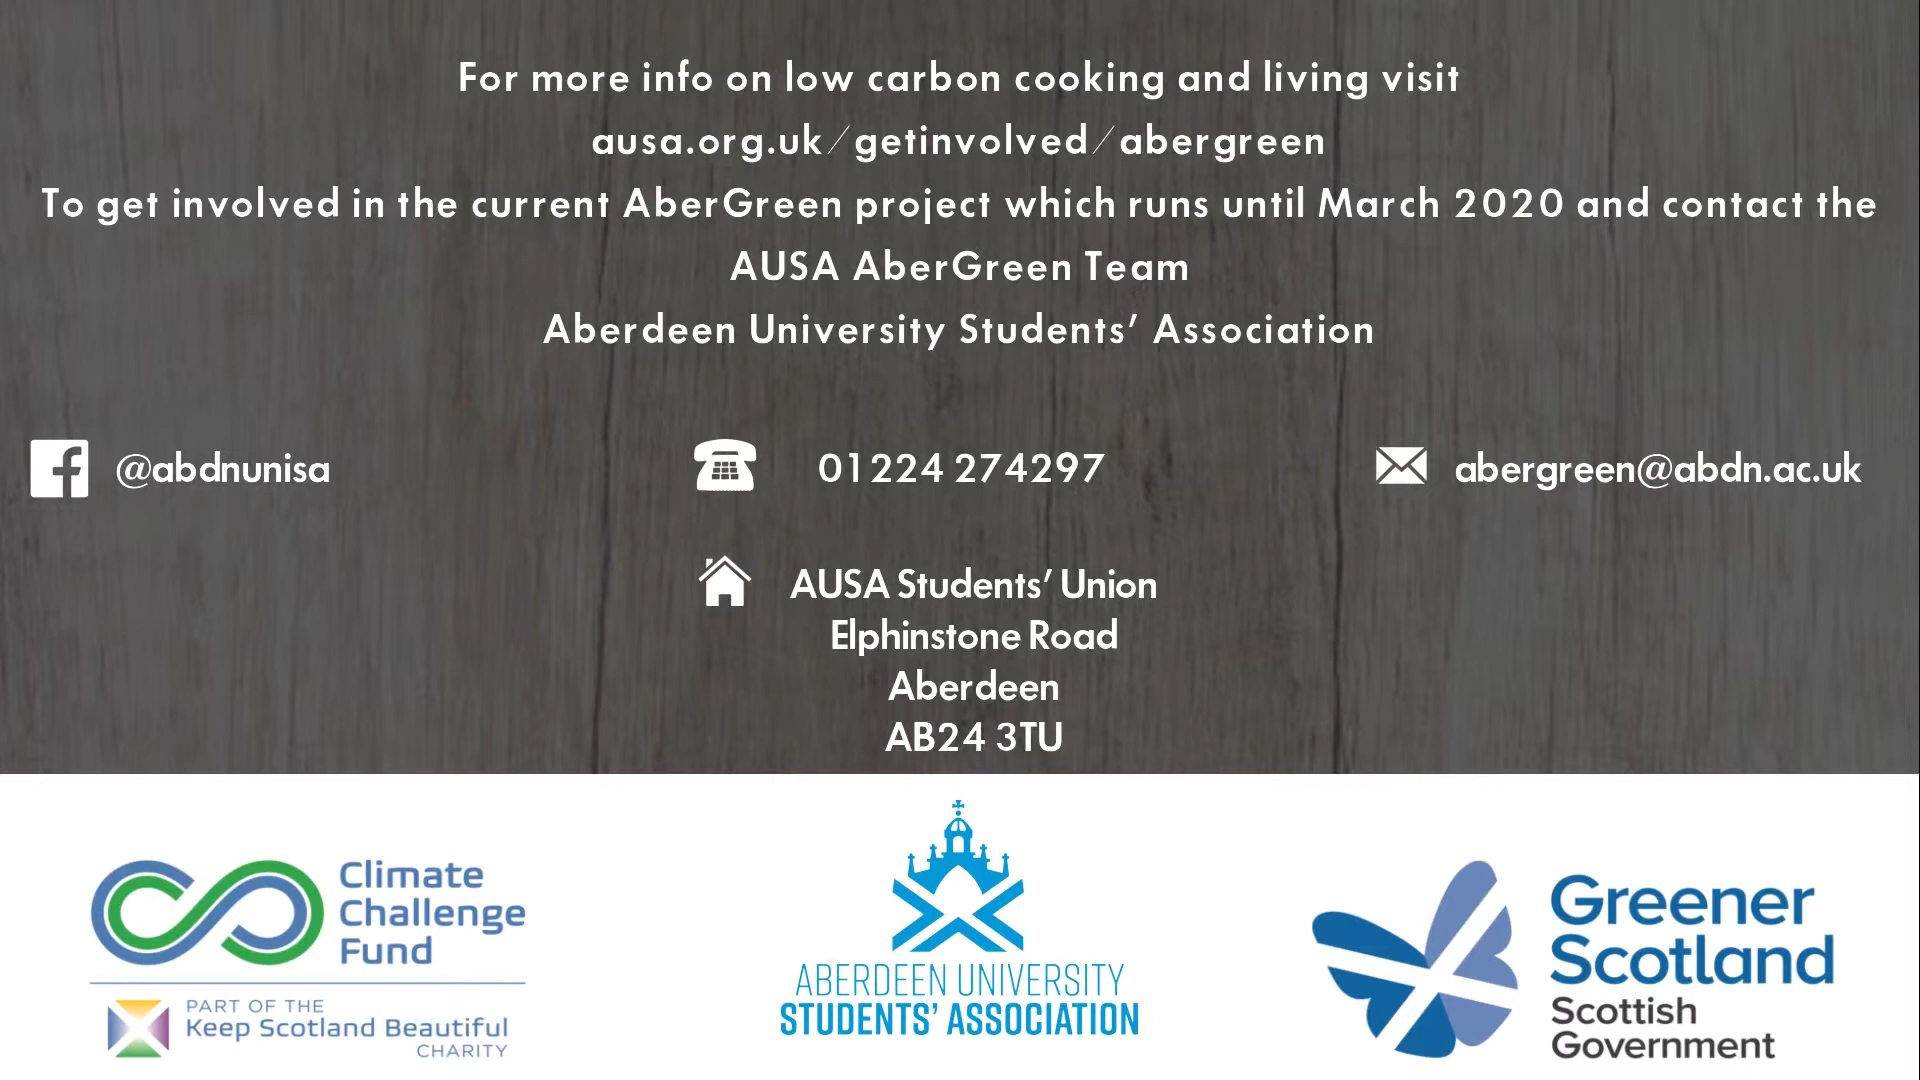 For more info on low carbon cooking and living visit
ausa.org.uk/getinvolved/abergreen
To get involved in the current AberGreen project which runs until March 2020 and contact the
AUSA AberGreen Team
Aberdeen University Students' Association
@abdnunisa
01224 274297
abergreen@abdn.ac.uk
AUSA Students' Union
Elphinstone Road
Aberdeen
AB24 3TU
Climate
Challenge
Fund
PART OF THE
Keep Scotland Beautiful
CHARITY
ABERDEEN UNIVERSITY
STUDENTS' ASSOCIATION
Greener
Scotland
Scottish
Government